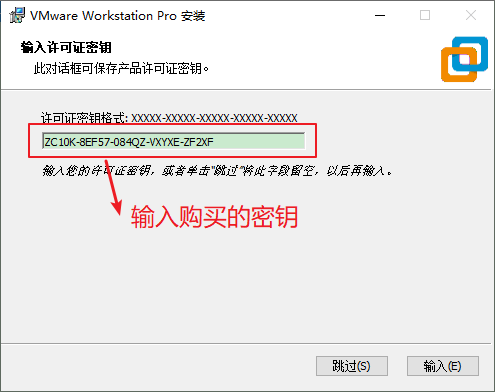 VMware Workstation Pro 安装
输入许可证密钥
此对话框可保存产品许可证密钥。
许可证密钥格式: XXXXX-XXXXX-XXXXX-XXXXX-XXXXX
ZC10K-8EF57-084QZ-VXYXE-ZF2XF
输入您的许可证密钥，或者单击"跳过"将此字段留空，以后再输入。
输入购买的密钥
跳过(S)
输入(E)